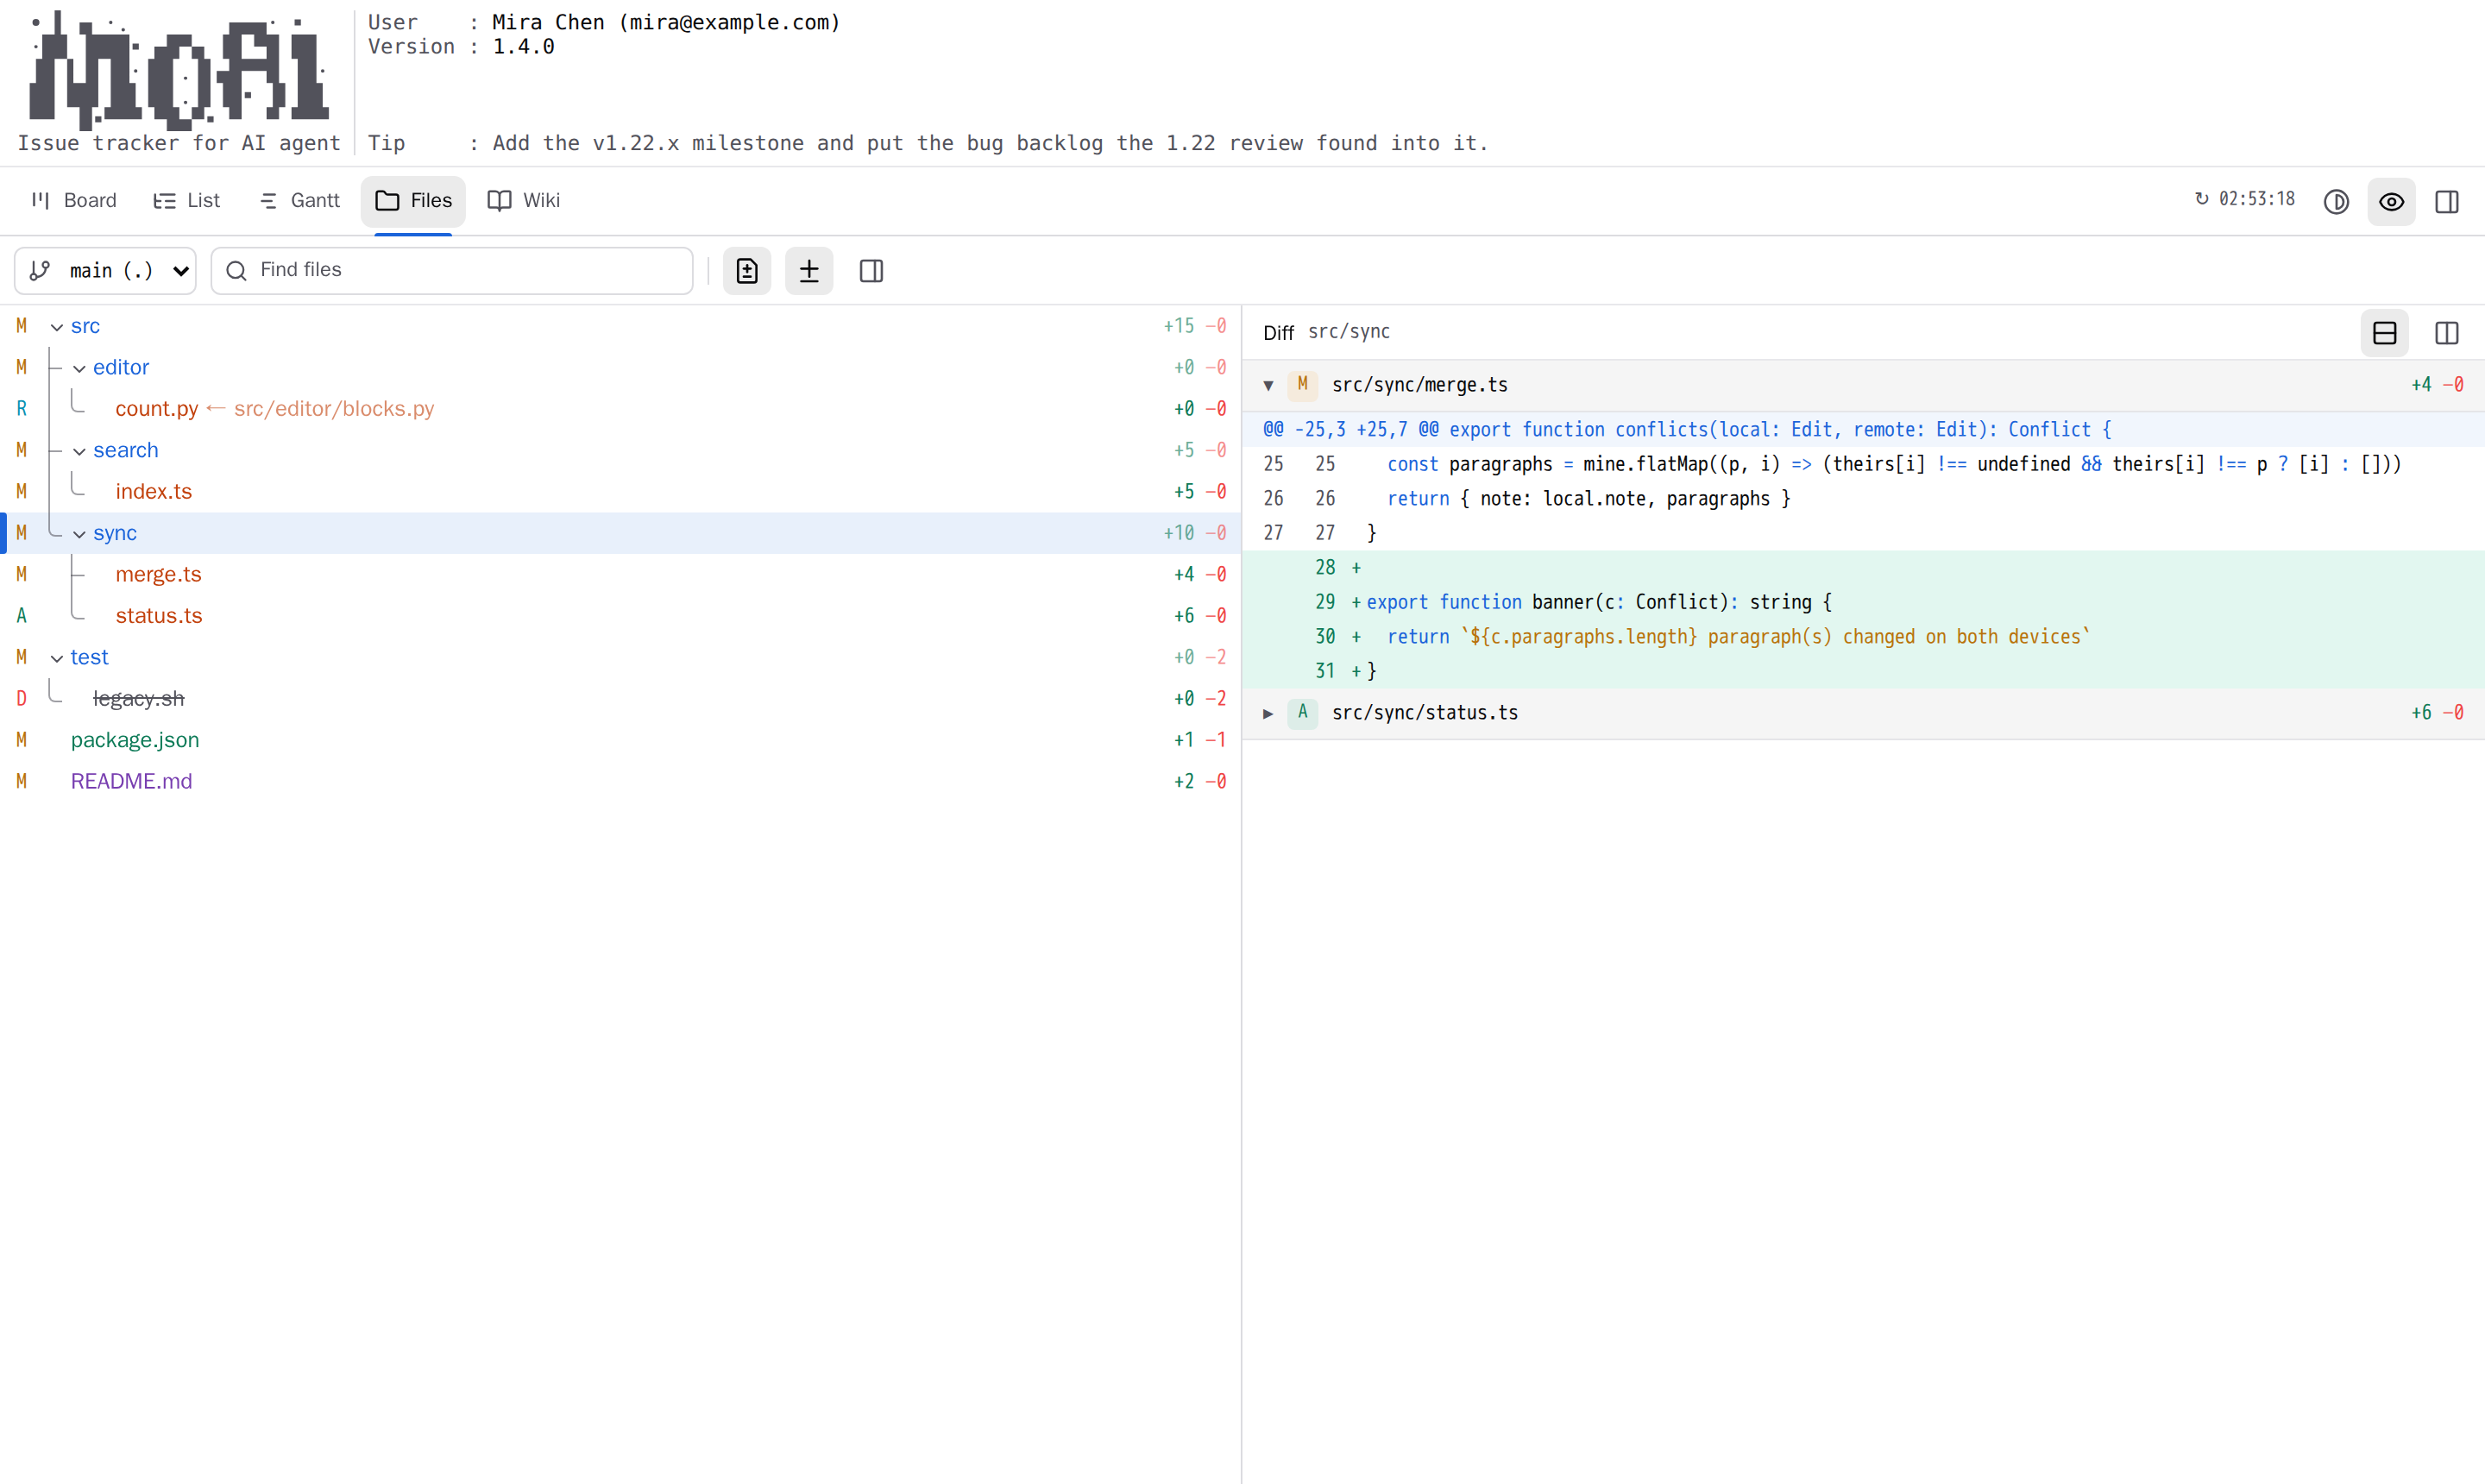 MOAI
Issue tracker for AI agent
User : Mira Chen (mira@example.com)
Version : 1.4.0
Tip : Add the v1.22.x milestone and put the bug backlog the 1.22 review found into it.
Board List Gantt Files Wiki
↻ 02:53:18
main (.) Find files
M src +15 −0
M editor +0 −0
R count.py ← src/editor/blocks.py +0 −0
M search +5 −0
M index.ts +5 −0
M sync +10 −0
M merge.ts +4 −0
A status.ts +6 −0
M test +0 −2
D legacy.sh +0 −2
M package.json +1 −1
M README.md +2 −0
Diff src/sync
▼ M src/sync/merge.ts +4 −0
@@ -25,3 +25,7 @@ export function conflicts(local: Edit, remote: Edit): Conflict {
25 25 const paragraphs = mine.flatMap((p, i) => (theirs[i] !== undefined && theirs[i] !== p ? [i] : []))
26 26 return { note: local.note, paragraphs }
27 27 }
28 +
29 +export function banner(c: Conflict): string {
30 + return `${c.paragraphs.length} paragraph(s) changed on both devices`
31 +}
▶ A src/sync/status.ts +6 −0